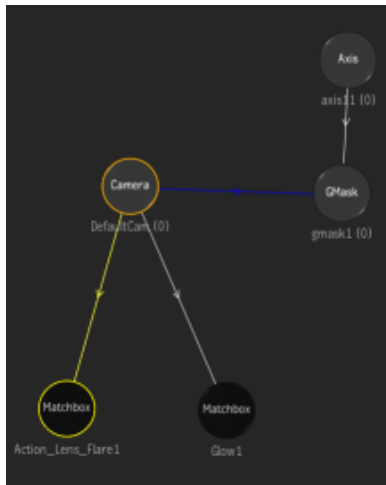 Axis
axis11 (0)
Camera
GMask
DefaultCam (0)
gmask1 (0)
Matchbox
Matchbox
Action_Lens_Flare1
Glow1